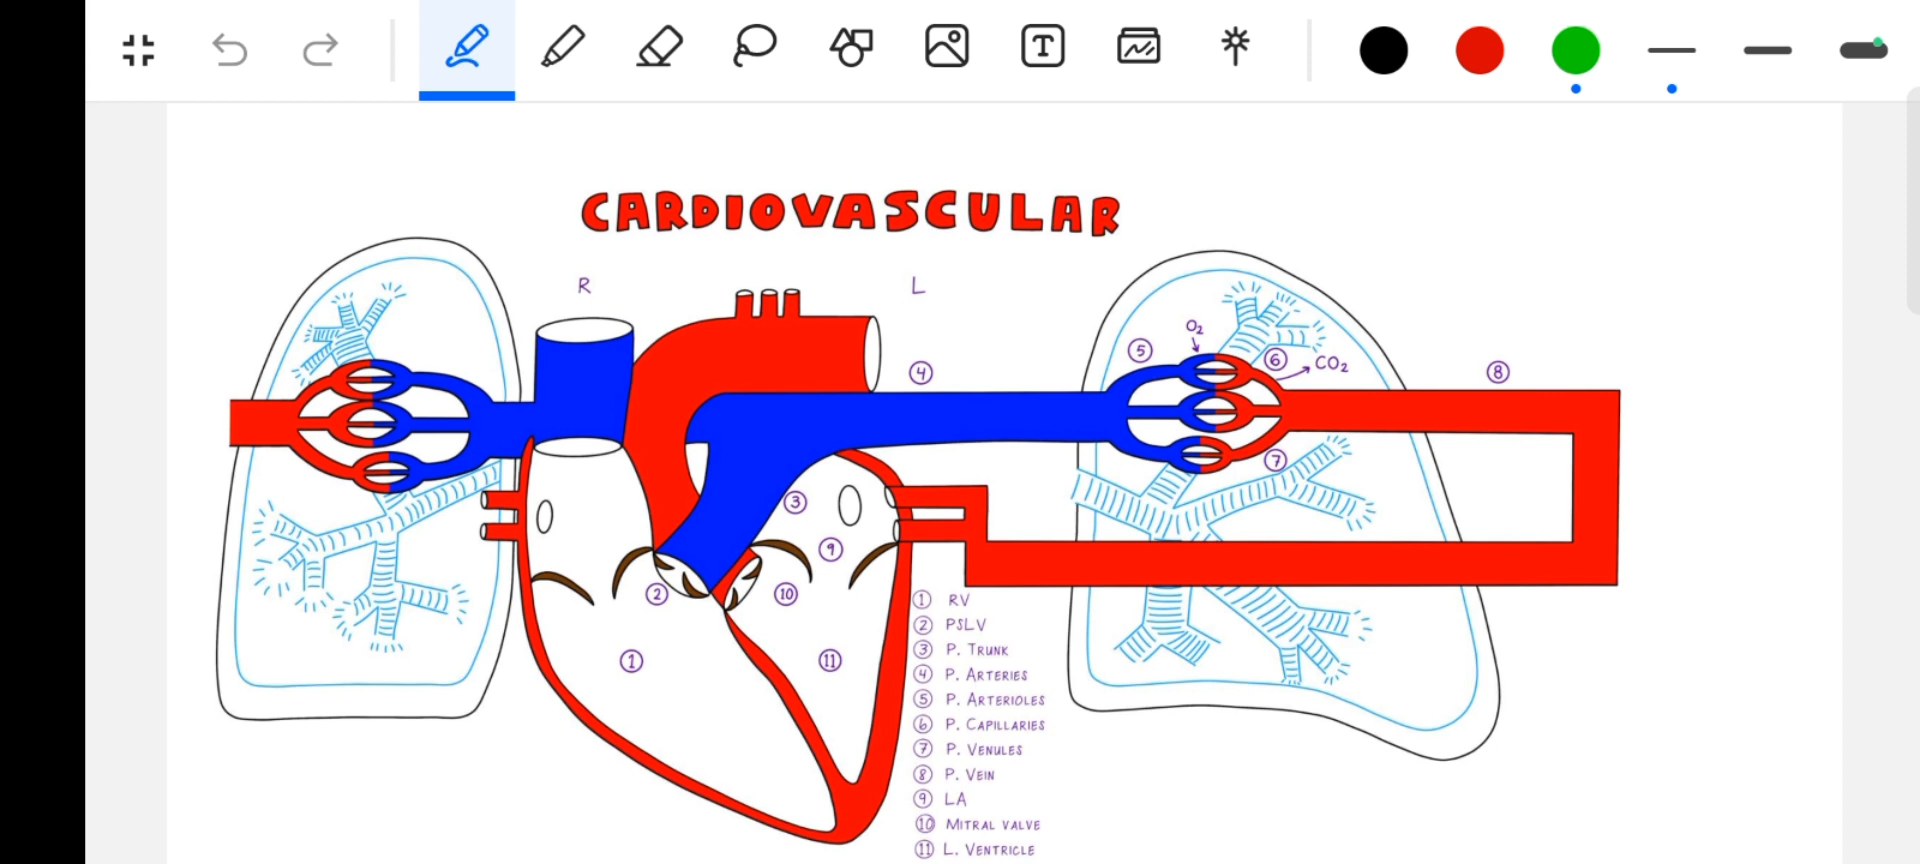 CARDIOVASCULAR
R
L
④
⑤
O₂
⑥
CO₂
⑧
⑦
③
⑨
②
⑩
①
⑪
① RV
② PSLV
③ P. TRUNK
④ P. ARTERIES
⑤ P. ARTERIOLES
⑥ P. CAPILLARIES
⑦ P. VENULES
⑧ P. VEIN
⑨ LA
⑩ MITRAL VALVE
⑪ L. VENTRICLE